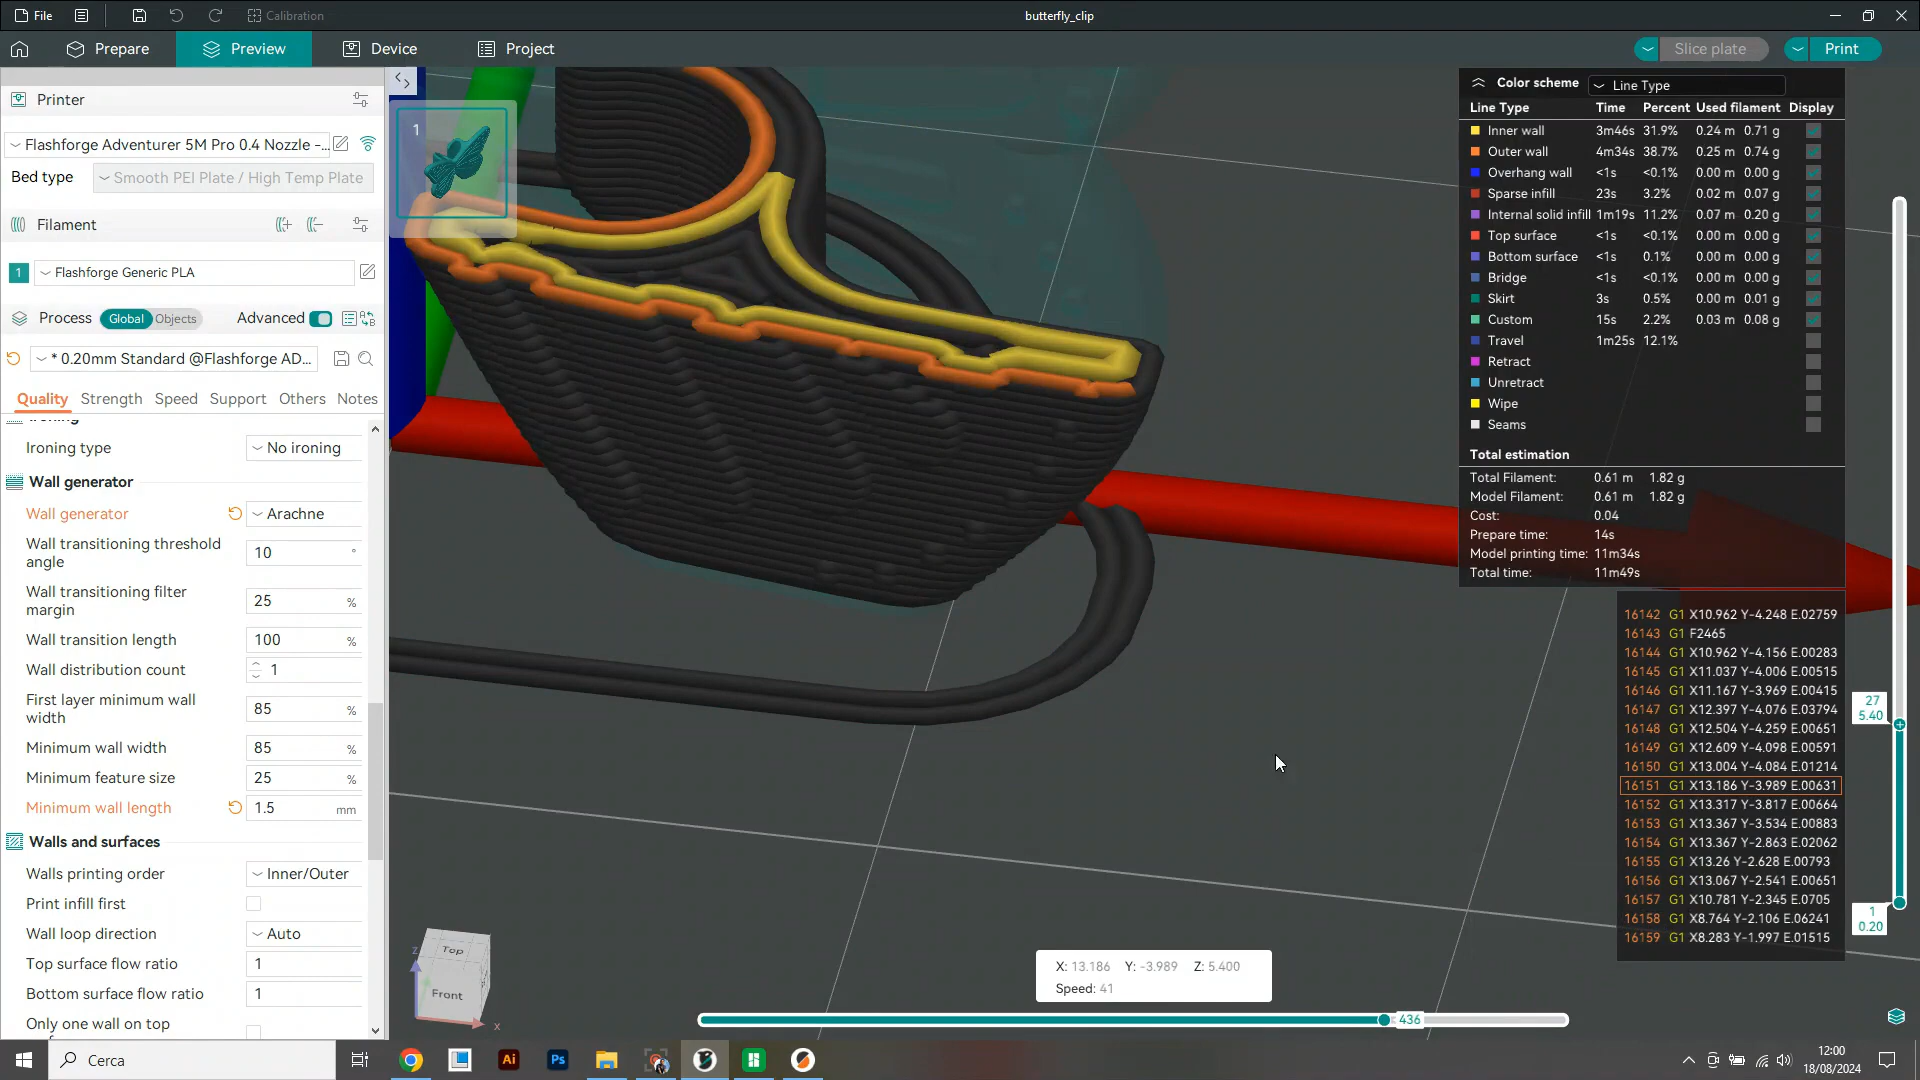 File
Calibration
butterfly_clip
Prepare
Preview
Device
Project
Slice plate
Print
Printer
Flashforge Adventurer 5M Pro 0.4 Nozzle -...
Bed type
Smooth PEI Plate / High Temp Plate
Filament
1
Flashforge Generic PLA
Process
Global
Objects
Advanced
* 0.20mm Standard @Flashforge AD...
Quality
Strength
Speed
Support
Others
Notes
Ironing
Ironing type
No ironing
Wall generator
Wall generator
Arachne
Wall transitioning threshold
angle
10
°
Wall transitioning filter
margin
25
%
Wall transition length
100
%
Wall distribution count
1
First layer minimum wall
width
85
%
Minimum wall width
85
%
Minimum feature size
25
%
Minimum wall length
1.5
mm
Walls and surfaces
Walls printing order
Inner/Outer
Print infill first
Wall loop direction
Auto
Top surface flow ratio
1
Bottom surface flow ratio
1
Only one wall on top
1
Color scheme
Line Type
Line Type Time Percent Used filament Display
Inner wall 3m46s 31.9% 0.24 m 0.71 g
Outer wall 4m34s 38.7% 0.25 m 0.74 g
Overhang wall <1s <0.1% 0.00 m 0.00 g
Sparse infill 23s 3.2% 0.02 m 0.07 g
Internal solid infill 1m19s 11.2% 0.07 m 0.20 g
Top surface <1s <0.1% 0.00 m 0.00 g
Bottom surface <1s 0.1% 0.00 m 0.00 g
Bridge <1s <0.1% 0.00 m 0.00 g
Skirt 3s 0.5% 0.00 m 0.01 g
Custom 15s 2.2% 0.03 m 0.08 g
Travel 1m25s 12.1%
Retract
Unretract
Wipe
Seams
Total estimation
Total Filament: 0.61 m 1.82 g
Model Filament: 0.61 m 1.82 g
Cost: 0.04
Prepare time: 14s
Model printing time: 11m34s
Total time: 11m49s
16142 G1 X10.962 Y-4.248 E.02759
16143 G1 F2465
16144 G1 X10.962 Y-4.156 E.00283
16145 G1 X11.037 Y-4.006 E.00515
16146 G1 X11.167 Y-3.969 E.00415
16147 G1 X12.397 Y-4.076 E.03794
16148 G1 X12.504 Y-4.259 E.00651
16149 G1 X12.609 Y-4.098 E.00591
16150 G1 X13.004 Y-4.084 E.01214
16151 G1 X13.186 Y-3.989 E.00631
16152 G1 X13.317 Y-3.817 E.00664
16153 G1 X13.367 Y-3.534 E.00883
16154 G1 X13.367 Y-2.863 E.02062
16155 G1 X13.26 Y-2.628 E.00793
16156 G1 X13.067 Y-2.541 E.00651
16157 G1 X10.781 Y-2.345 E.0705
16158 G1 X8.764 Y-2.106 E.06241
16159 G1 X8.283 Y-1.997 E.01515
27
5.40
1
0.20
Top
Front
z
x
X: 13.186 Y: -3.989 Z: 5.400
Speed: 41
436
Cerca
Ai
Ps
12:00
18/08/2024